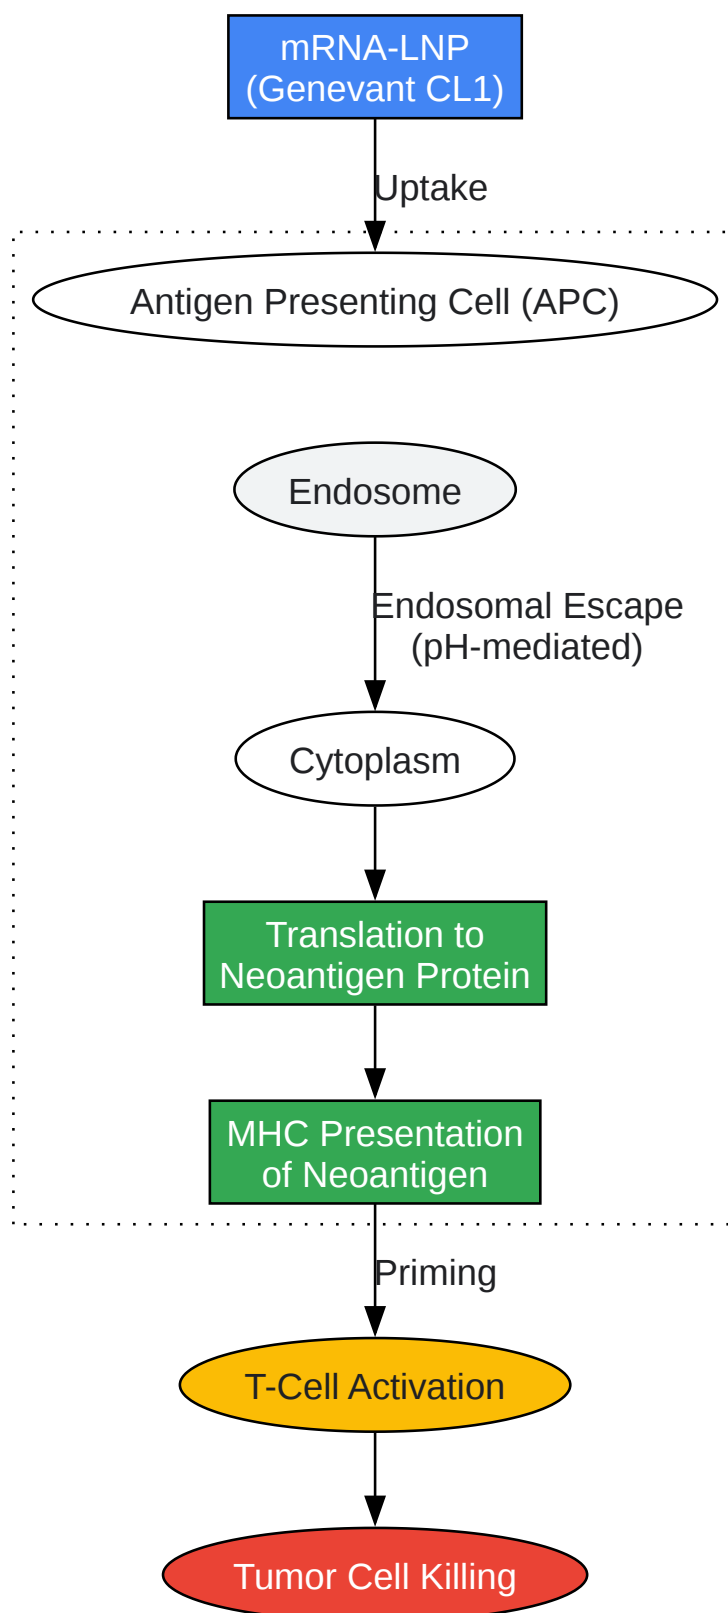 mRNA-LNP
(Genevant CL1)
Uptake
Antigen Presenting Cell (APC)
Endosome
Endosomal Escape
(pH-mediated)
Cytoplasm
Translation to
Neoantigen Protein
MHC Presentation
of Neoantigen
Priming
T-Cell Activation
Tumor Cell Killing